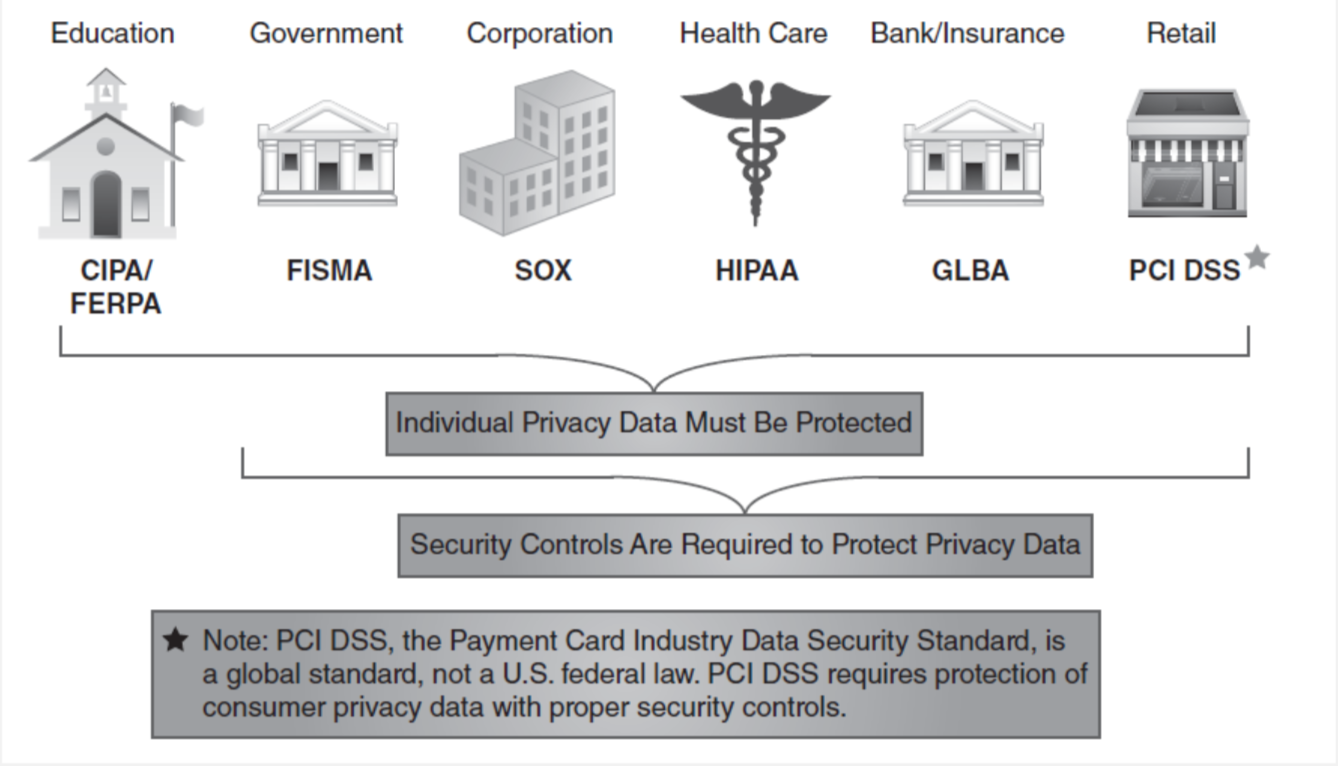 Education
Government
Corporation
Health Care
Bank/Insurance
Retail
CIPA/
FERPA
FISMA
SOX
HIPAA
GLBA
PCI DSS
Individual Privacy Data Must Be Protected
Security Controls Are Required to Protect Privacy Data
Note: PCI DSS, the Payment Card Industry Data Security Standard, is
a global standard, not a U.S. federal law. PCI DSS requires protection of
consumer privacy data with proper security controls.